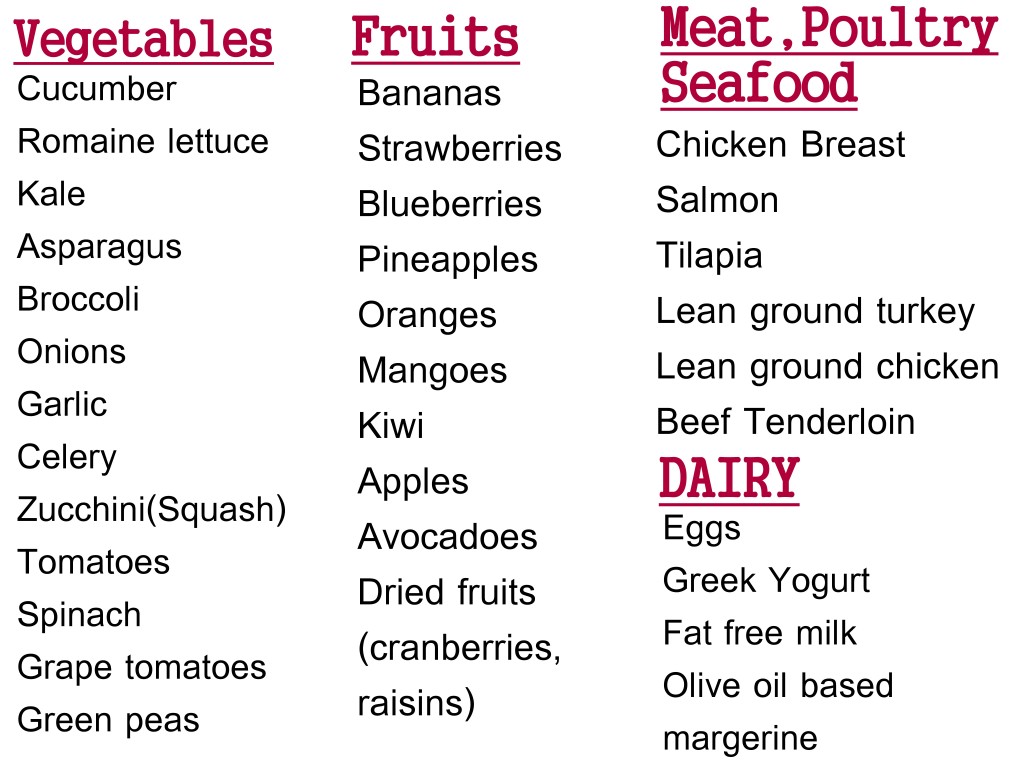 Vegetables
Cucumber
Romaine lettuce
Kale
Asparagus
Broccoli
Onions
Garlic
Celery
Zucchini(Squash)
Tomatoes
Spinach
Grape tomatoes
Green peas
Fruits
Bananas
Strawberries
Blueberries
Pineapples
Oranges
Mangoes
Kiwi
Apples
Avocadoes
Dried fruits
(cranberries,
raisins)
Meat,Poultry
Seafood
Chicken Breast
Salmon
Tilapia
Lean ground turkey
Lean ground chicken
Beef Tenderloin
DAIRY
Eggs
Greek Yogurt
Fat free milk
Olive oil based
margerine